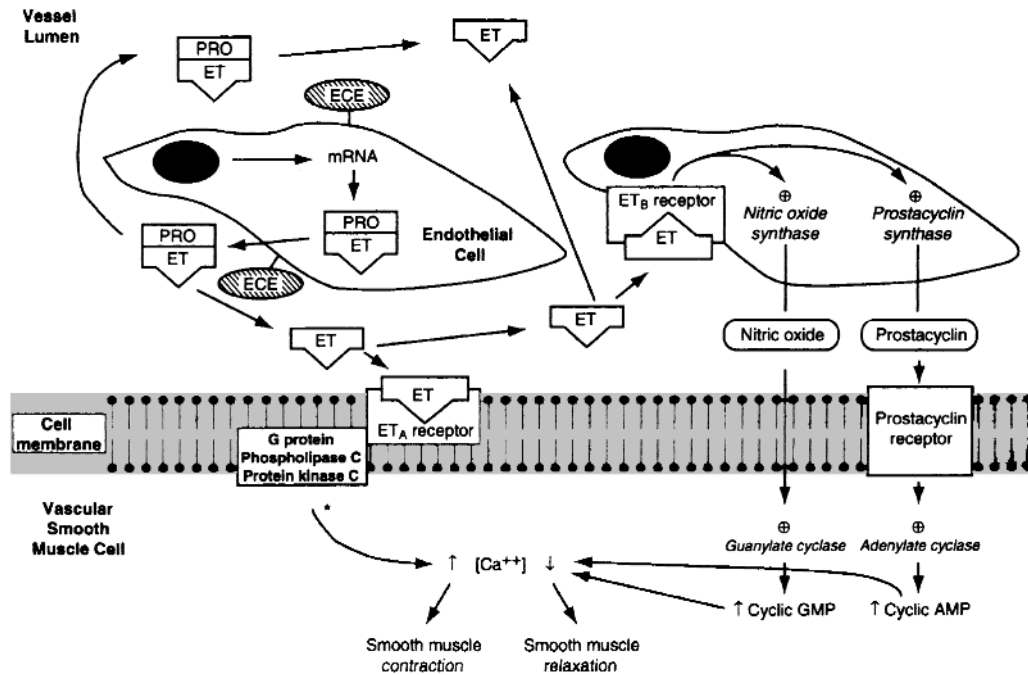 Vessel
Lumen
PRO
ET
ET
ECE
mRNA
PRO
ET
Endothelial
Cell
PRO
ET
ECE
ET
ET
ET_B receptor
ET
⊕
Nitric oxide
synthase
⊕
Prostacyclin
synthase
Nitric oxide
Prostacyclin
Cell
membrane
ET
ET_A receptor
G protein
Phospholipase C
Protein kinase C
*
Prostacyclin
receptor
Vascular
Smooth
Muscle Cell
⊕
Guanylate cyclase
⊕
Adenylate cyclase
↑ [Ca⁺⁺] ↓
↑ Cyclic GMP
↑ Cyclic AMP
Smooth muscle
contraction
Smooth muscle
relaxation